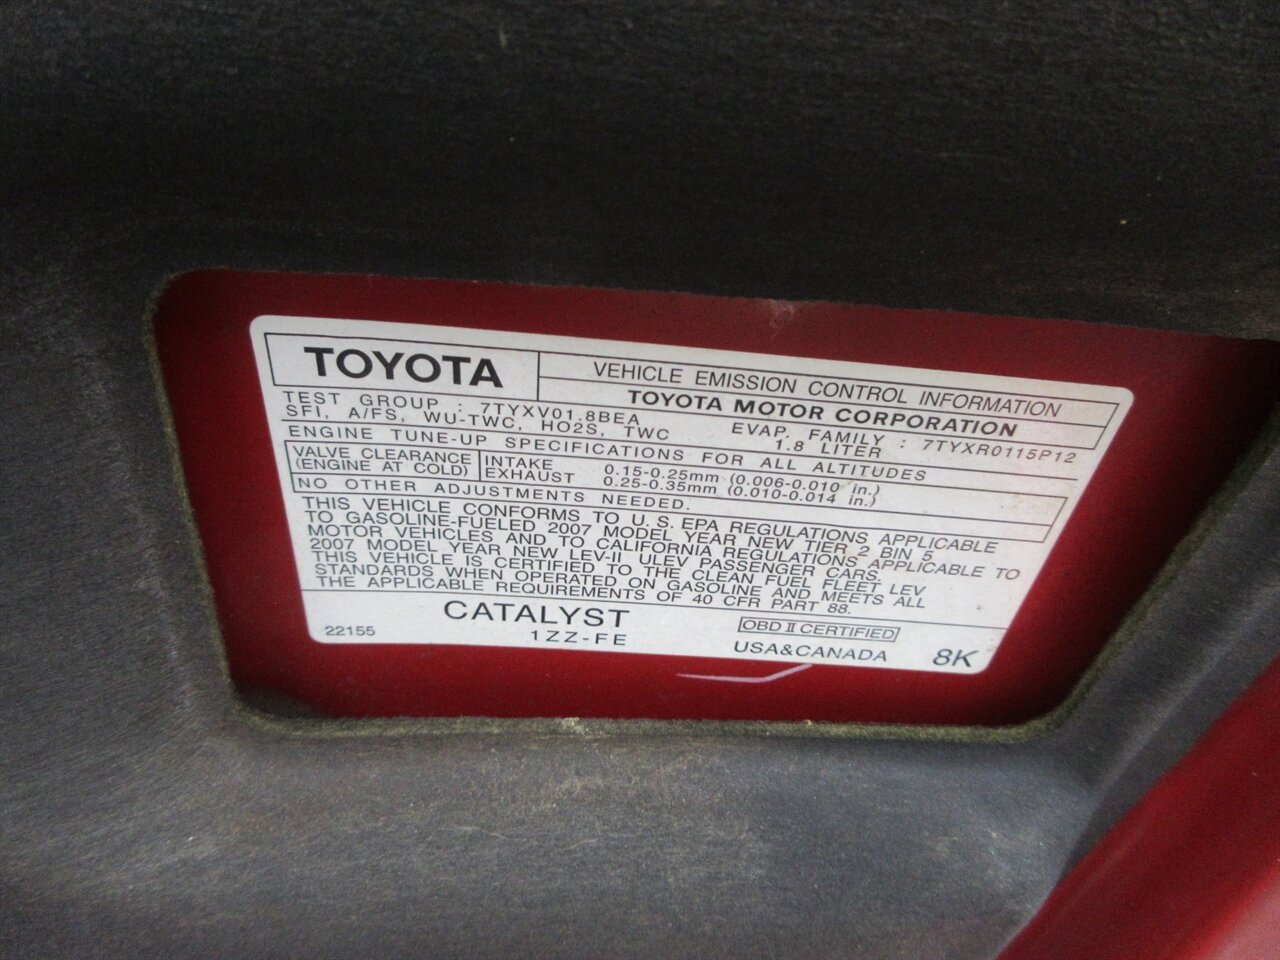 TOYOTA
VEHICLE EMISSION CONTROL INFORMATION
TOYOTA MOTOR CORPORATION
TEST GROUP : 7TYXV01.8BEA EVAP. FAMILY : 7TYXR0115P12
SFI, A/FS, WU-TWC, HO2S, TWC 1.8 LITER
ENGINE TUNE-UP SPECIFICATIONS FOR ALL ALTITUDES
VALVE CLEARANCE INTAKE 0.15-0.25mm (0.006-0.010 in.)
(ENGINE AT COLD) EXHAUST 0.25-0.35mm (0.010-0.014 in.)
NO OTHER ADJUSTMENTS NEEDED.
THIS VEHICLE CONFORMS TO U.S. EPA REGULATIONS APPLICABLE
TO GASOLINE-FUELED 2007 MODEL YEAR NEW TIER 2 BIN 5
MOTOR VEHICLES AND TO CALIFORNIA REGULATIONS APPLICABLE TO
2007 MODEL YEAR NEW LEV-II ULEV PASSENGER CARS.
THIS VEHICLE IS CERTIFIED TO THE CLEAN FUEL FLEET LEV
STANDARDS WHEN OPERATED ON GASOLINE AND MEETS ALL
THE APPLICABLE REQUIREMENTS OF 40 CFR PART 88.
CATALYST OBD II CERTIFIED
22155 1ZZ-FE USA&CANADA 8K